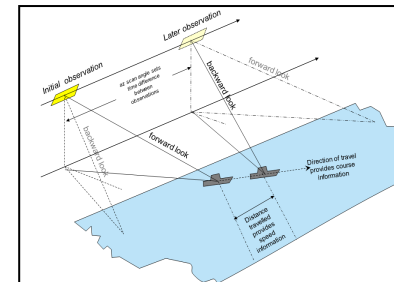 Later observation
Initial observation
az scan angle sets
time difference
between
observations
forward look
backward look
backward look
forward look
Direction of travel
provides course
information
Distance
travelled
provides
speed
information